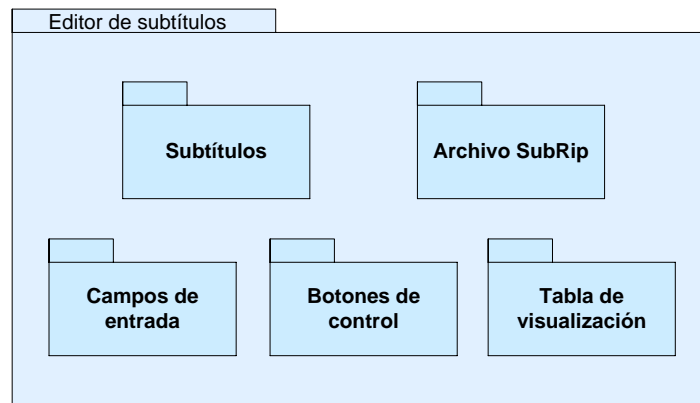 Editor de subtítulos
Subtítulos
Archivo SubRip
Campos de
entrada
Botones de
control
Tabla de
visualización